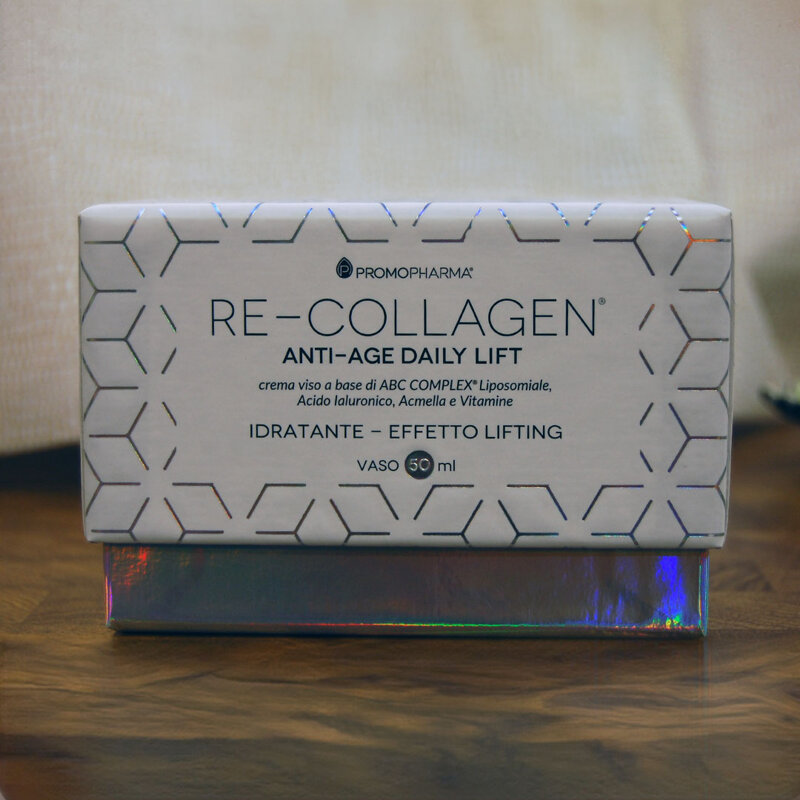 PROMOPHARMA®
RE-COLLAGEN®
ANTI-AGE DAILY LIFT
crema viso a base di ABC COMPLEX® Liposomiale,
Acido Ialuronico, Acmella e Vitamine
IDRATANTE - EFFETTO LIFTING
VASO 50 ml